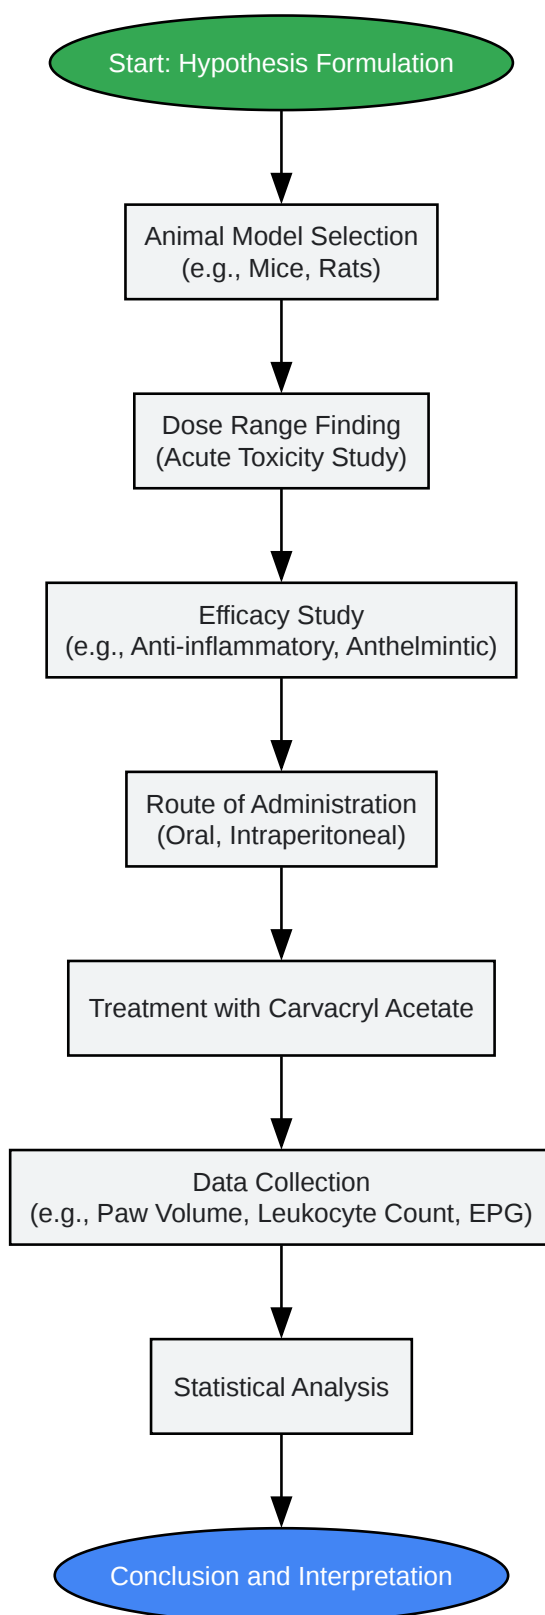 Start: Hypothesis Formulation
Animal Model Selection
(e.g., Mice, Rats)
Dose Range Finding
(Acute Toxicity Study)
Efficacy Study
(e.g., Anti-inflammatory, Anthelmintic)
Route of Administration
(Oral, Intraperitoneal)
Treatment with Carvacryl Acetate
Data Collection
(e.g., Paw Volume, Leukocyte Count, EPG)
Statistical Analysis
Conclusion and Interpretation